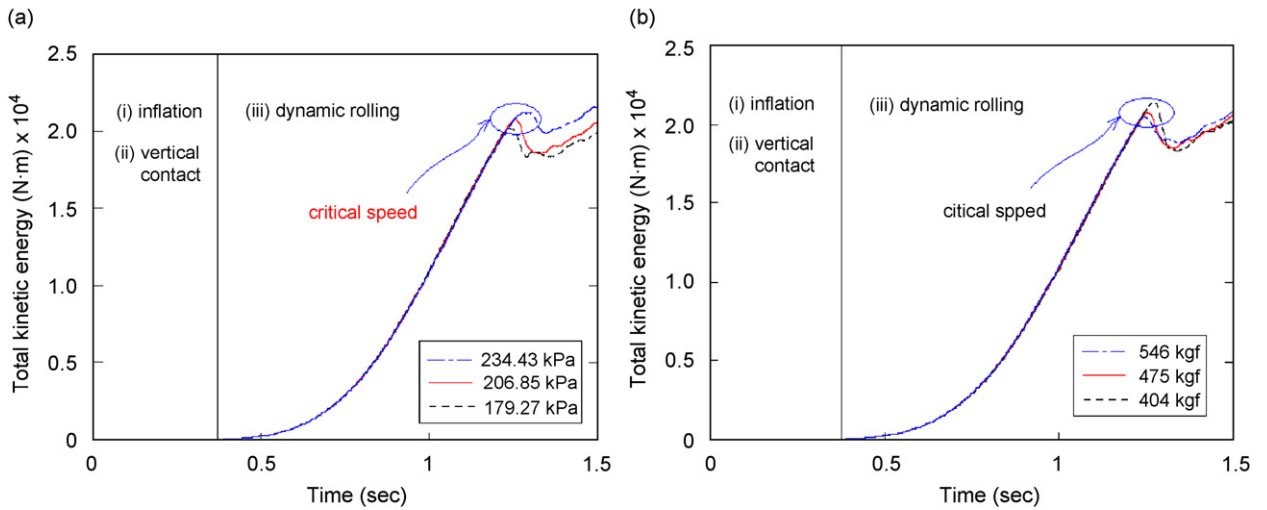 (a)
Total kinetic energy (N·m) x 10⁴
2.5
2.0
1.5
1.0
0.5
0
(i) inflation
(ii) vertical
contact
(iii) dynamic rolling
critical speed
234.43 kPa
206.85 kPa
179.27 kPa
0
0.5
1
1.5
Time (sec)
(b)
Total kinetic energy (N·m) x 10⁴
2.5
2.0
1.5
1.0
0.5
0
(i) inflation
(ii) vertical
contact
(iii) dynamic rolling
citical spped
546 kgf
475 kgf
404 kgf
0
0.5
1
1.5
Time (sec)